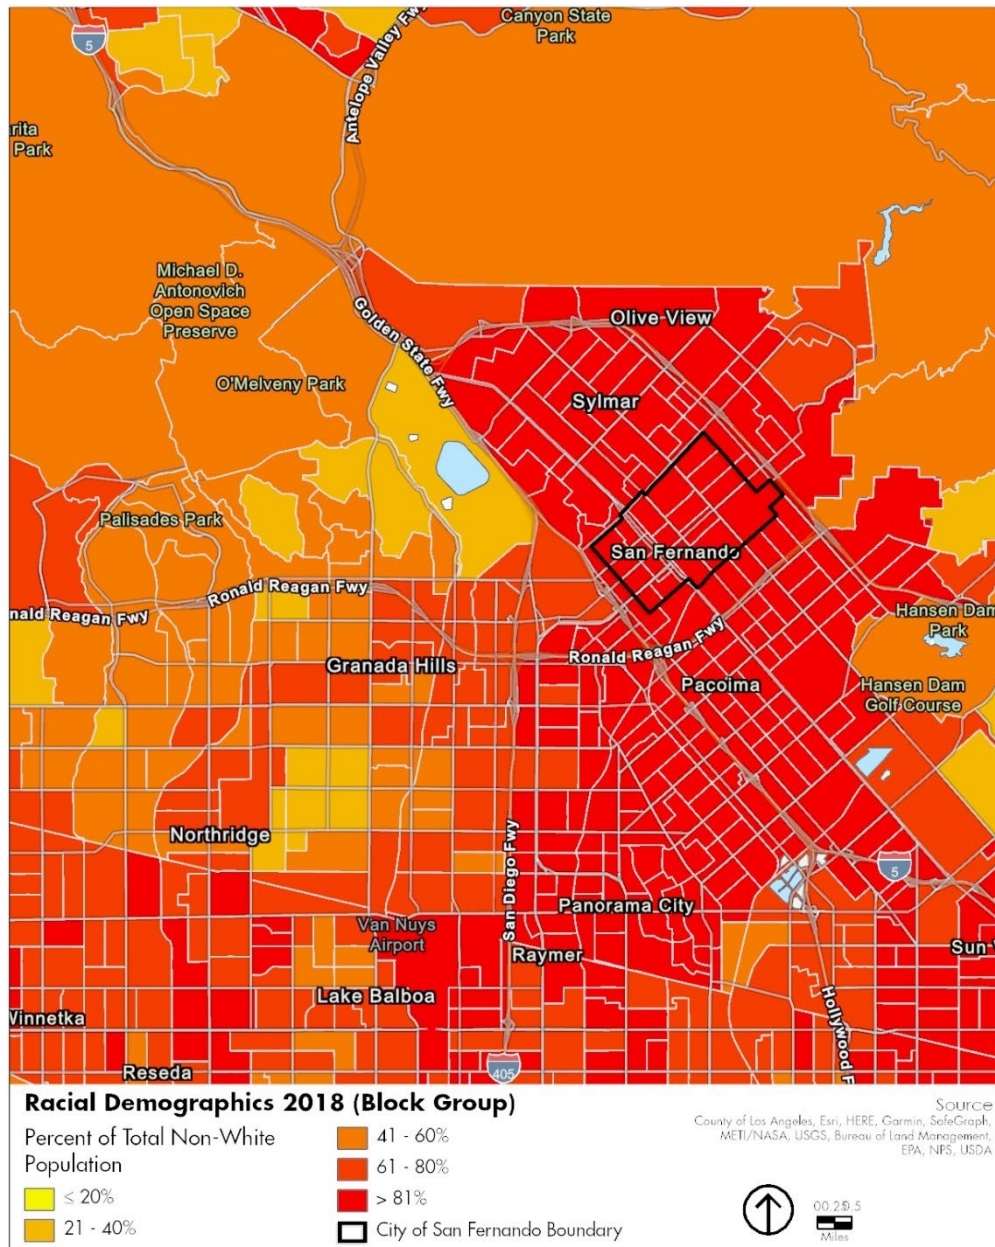 Canyon State
Park
5
Antelope Valley Fwy
rita
Park
Michael D.
Antonovich
Open Space
Preserve
Golden State Fwy
Olive View
O'Melveny Park
Sylmar
Palisades Park
San Fernando
Ronald Reagan Fwy
nald Reagan Fwy
Hansen Dam
Park
Ronald Reagan Fwy
Granada Hills
Pacoima
Hansen Dam
Golf Course
Northridge
San Diego Fwy
5
Panorama City
Van Nuys
Airport
Raymer
Sun
Lake Balboa
Hollywood F
Winnetka
Reseda
405
Racial Demographics 2018 (Block Group)
Percent of Total Non-White
Population
≤ 20%
21 - 40%
41 - 60%
61 - 80%
> 81%
City of San Fernando Boundary
Source
County of Los Angeles, Esri, HERE, Garmin, SafeGraph,
METI/NASA, USGS, Bureau of Land Management,
EPA, NPS, USDA
Miles